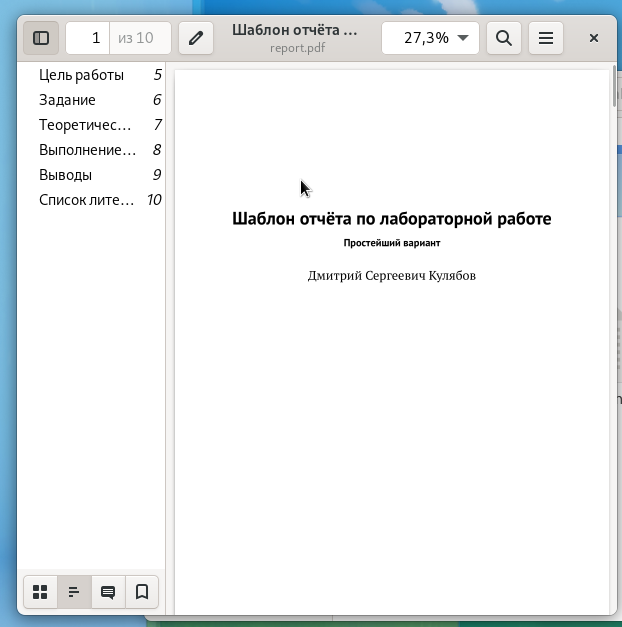 1 из 10
Шаблон отчёта …
report.pdf
27,3%
Цель работы 5
Задание 6
Теоретичес… 7
Выполнение… 8
Выводы 9
Список лите… 10
Шаблон отчёта по лабораторной работе
Простейший вариант
Дмитрий Сергеевич Кулябов